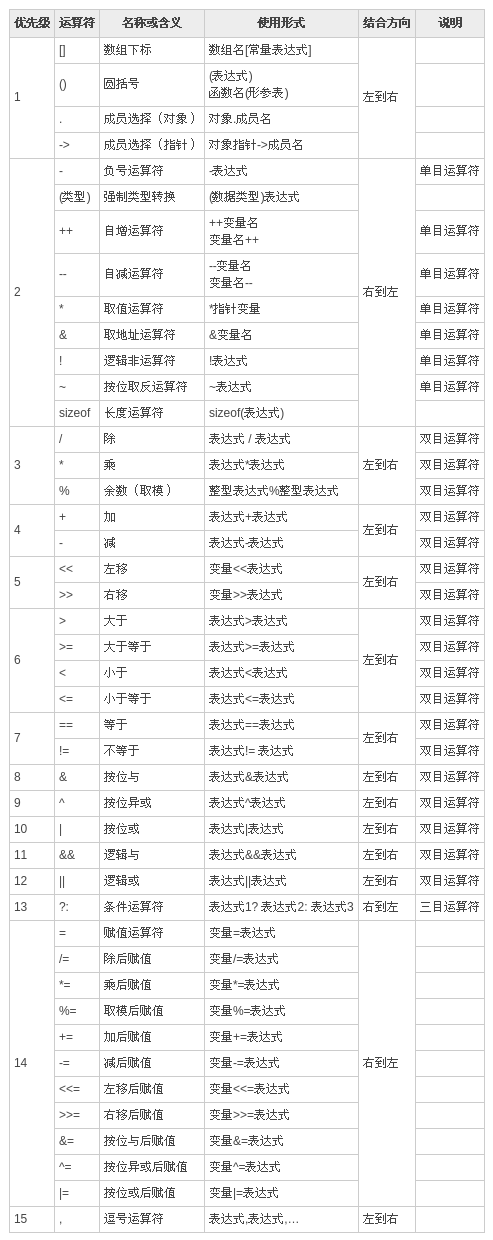 优先级 运算符 名称或含义 使用形式 结合方向 说明
1 [] 数组下标 数组名[常量表达式] 左到右
() 圆括号 (表达式)
函数名(形参表)
. 成员选择（对象） 对象.成员名
-> 成员选择（指针） 对象指针->成员名
2 - 负号运算符 -表达式 右到左 单目运算符
(类型) 强制类型转换 (数据类型)表达式
++ 自增运算符 ++变量名 单目运算符
变量名++
-- 自减运算符 --变量名 单目运算符
变量名--
* 取值运算符 *指针变量 单目运算符
& 取地址运算符 &变量名 单目运算符
! 逻辑非运算符 !表达式 单目运算符
~ 按位取反运算符 ~表达式 单目运算符
sizeof 长度运算符 sizeof(表达式)
3 / 除 表达式 / 表达式 左到右 双目运算符
* 乘 表达式*表达式 双目运算符
% 余数（取模） 整型表达式%整型表达式 双目运算符
4 + 加 表达式+表达式 左到右 双目运算符
- 减 表达式-表达式 双目运算符
5 << 左移 变量<<表达式 左到右 双目运算符
>> 右移 变量>>表达式 双目运算符
6 > 大于 表达式>表达式 左到右 双目运算符
>= 大于等于 表达式>=表达式 双目运算符
< 小于 表达式<表达式 双目运算符
<= 小于等于 表达式<=表达式 双目运算符
7 == 等于 表达式==表达式 左到右 双目运算符
!= 不等于 表达式!= 表达式 双目运算符
8 & 按位与 表达式&表达式 左到右 双目运算符
9 ^ 按位异或 表达式^表达式 左到右 双目运算符
10 | 按位或 表达式|表达式 左到右 双目运算符
11 && 逻辑与 表达式&&表达式 左到右 双目运算符
12 || 逻辑或 表达式||表达式 左到右 双目运算符
13 ?: 条件运算符 表达式1? 表达式2: 表达式3 右到左 三目运算符
14 = 赋值运算符 变量=表达式 右到左
/= 除后赋值 变量/=表达式
*= 乘后赋值 变量*=表达式
%= 取模后赋值 变量%=表达式
+= 加后赋值 变量+=表达式
-= 减后赋值 变量-=表达式
<<= 左移后赋值 变量<<=表达式
>>= 右移后赋值 变量>>=表达式
&= 按位与后赋值 变量&=表达式
^= 按位异或后赋值 变量^=表达式
|= 按位或后赋值 变量|=表达式
15 , 逗号运算符 表达式,表达式,… 左到右